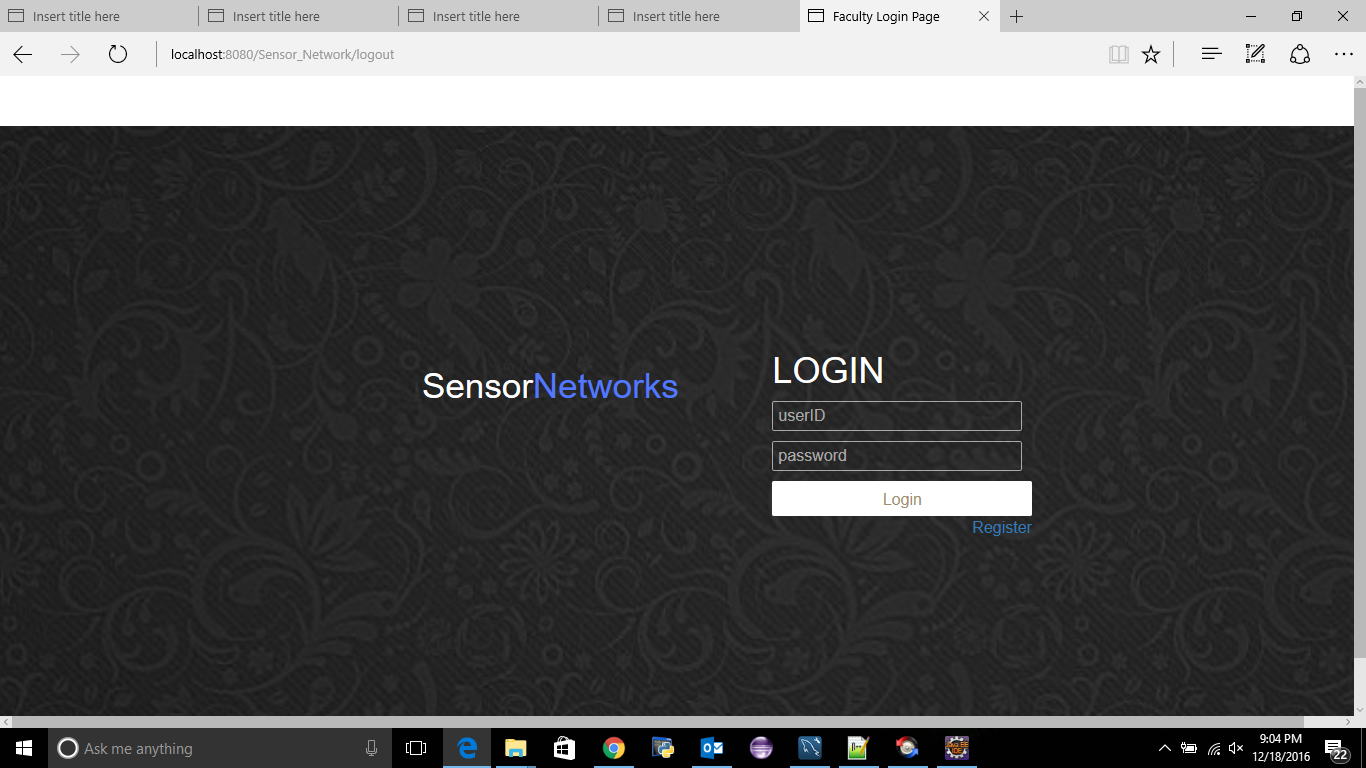 Insert title here
Insert title here
Insert title here
Insert title here
Faculty Login Page
localhost:8080/Sensor_Network/logout
SensorNetworks
LOGIN
userID
password
Login
Register
Ask me anything
9:04 PM
12/18/2016
22